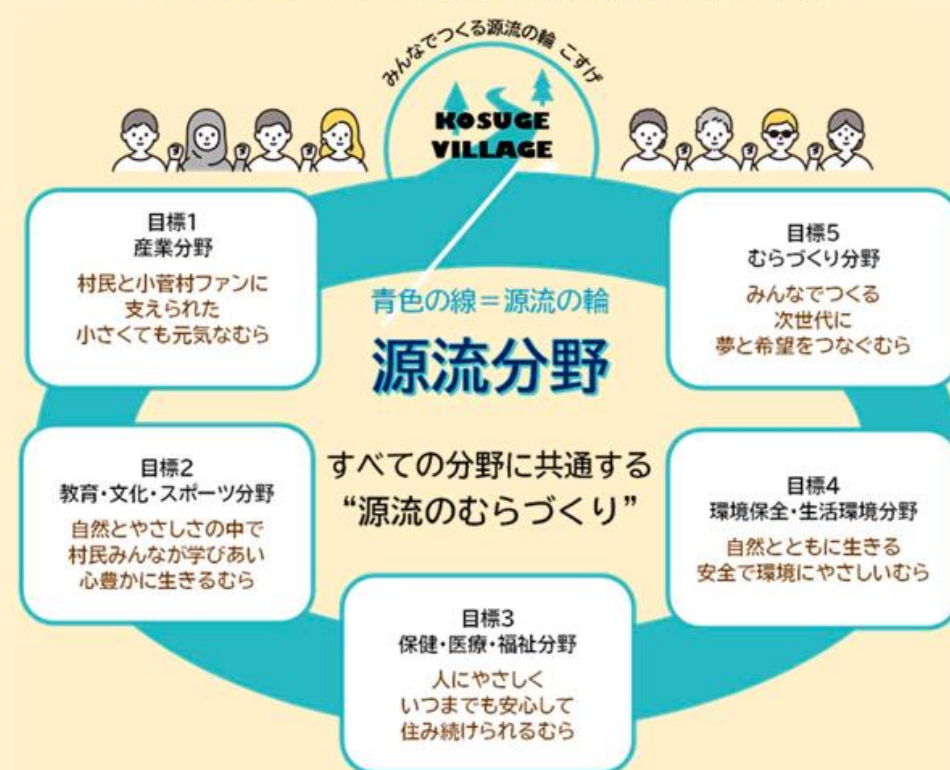 みんなでつくる源流の輪 こすげ
KOSUGE
VILLAGE
目標1
産業分野
村民と小菅村ファンに
支えられた
小さくても元気なむら
目標5
むらづくり分野
みんなでつくる
次世代に
夢と希望をつなぐむら
青色の線=源流の輪
源流分野
すべての分野に共通する
“源流のむらづくり”
目標2
教育・文化・スポーツ分野
自然とやさしさの中で
村民みんなが学びあい
心豊かに生きるむら
目標4
環境保全・生活環境分野
自然とともに生きる
安全で環境にやさしいむら
目標3
保健・医療・福祉分野
人にやさしく
いつまでも安心して
住み続けられるむら